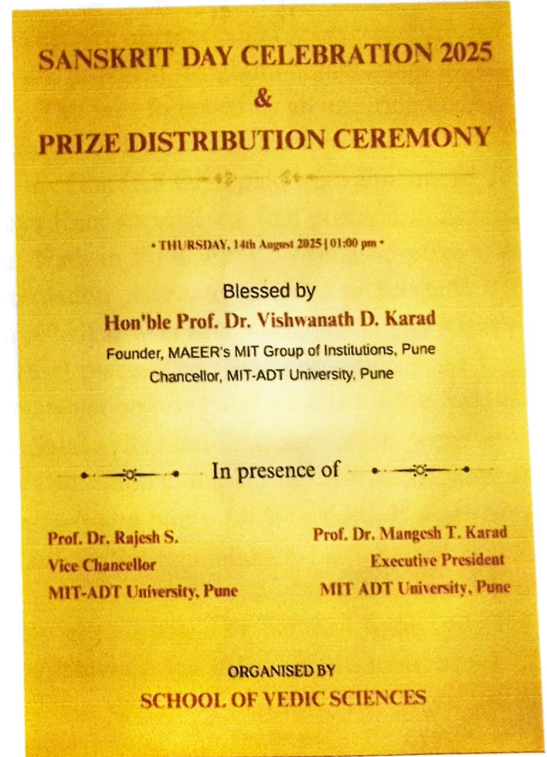 SANSKRIT DAY CELEBRATION 2025
&
PRIZE DISTRIBUTION CEREMONY
• THURSDAY, 14th August 2025 | 01:00 pm •
Blessed by
Hon'ble Prof. Dr. Vishwanath D. Karad
Founder, MAEER's MIT Group of Institutions, Pune
Chancellor, MIT-ADT University, Pune
In presence of
Prof. Dr. Rajesh S.
Vice Chancellor
MIT-ADT University, Pune
Prof. Dr. Mangesh T. Karad
Executive President
MIT ADT University, Pune
ORGANISED BY
SCHOOL OF VEDIC SCIENCES